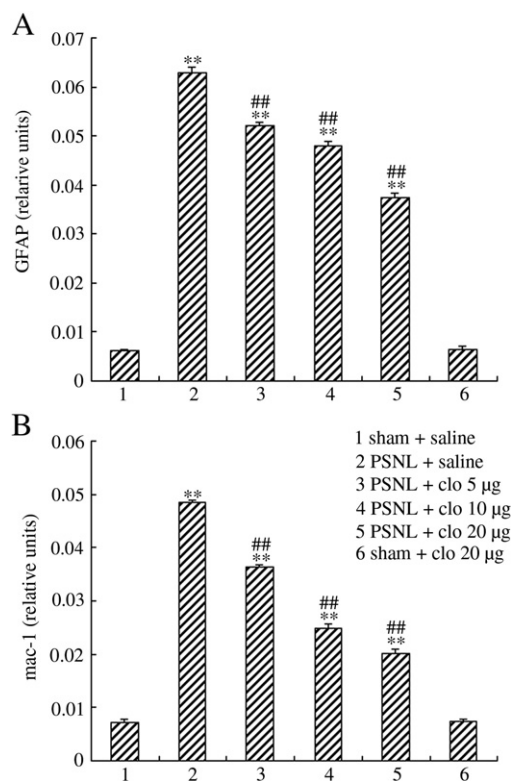 A
GFAP (relarive units)
0.07
0.06
0.05
0.04
0.03
0.02
0.01
0
**
##
**
##
**
##
**
1 2 3 4 5 6
B
mac-1 (relative units)
0.06
0.05
0.04
0.03
0.02
0.01
0
1 sham + saline
2 PSNL + saline
3 PSNL + clo 5 µg
4 PSNL + clo 10 µg
5 PSNL + clo 20 µg
6 sham + clo 20 µg
**
##
**
##
**
##
**
1 2 3 4 5 6